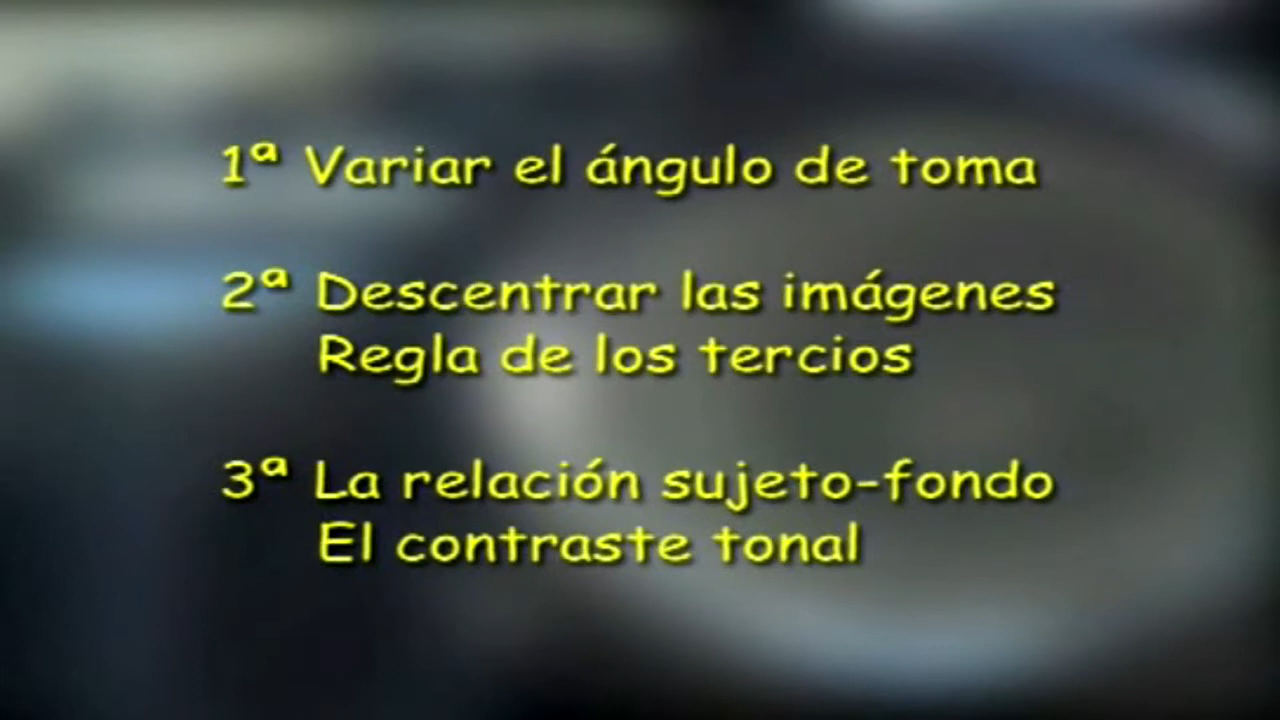 1ª Variar el ángulo de toma
2ª Descentrar las imágenes
Regla de los tercios
3ª La relación sujeto-fondo
El contraste tonal